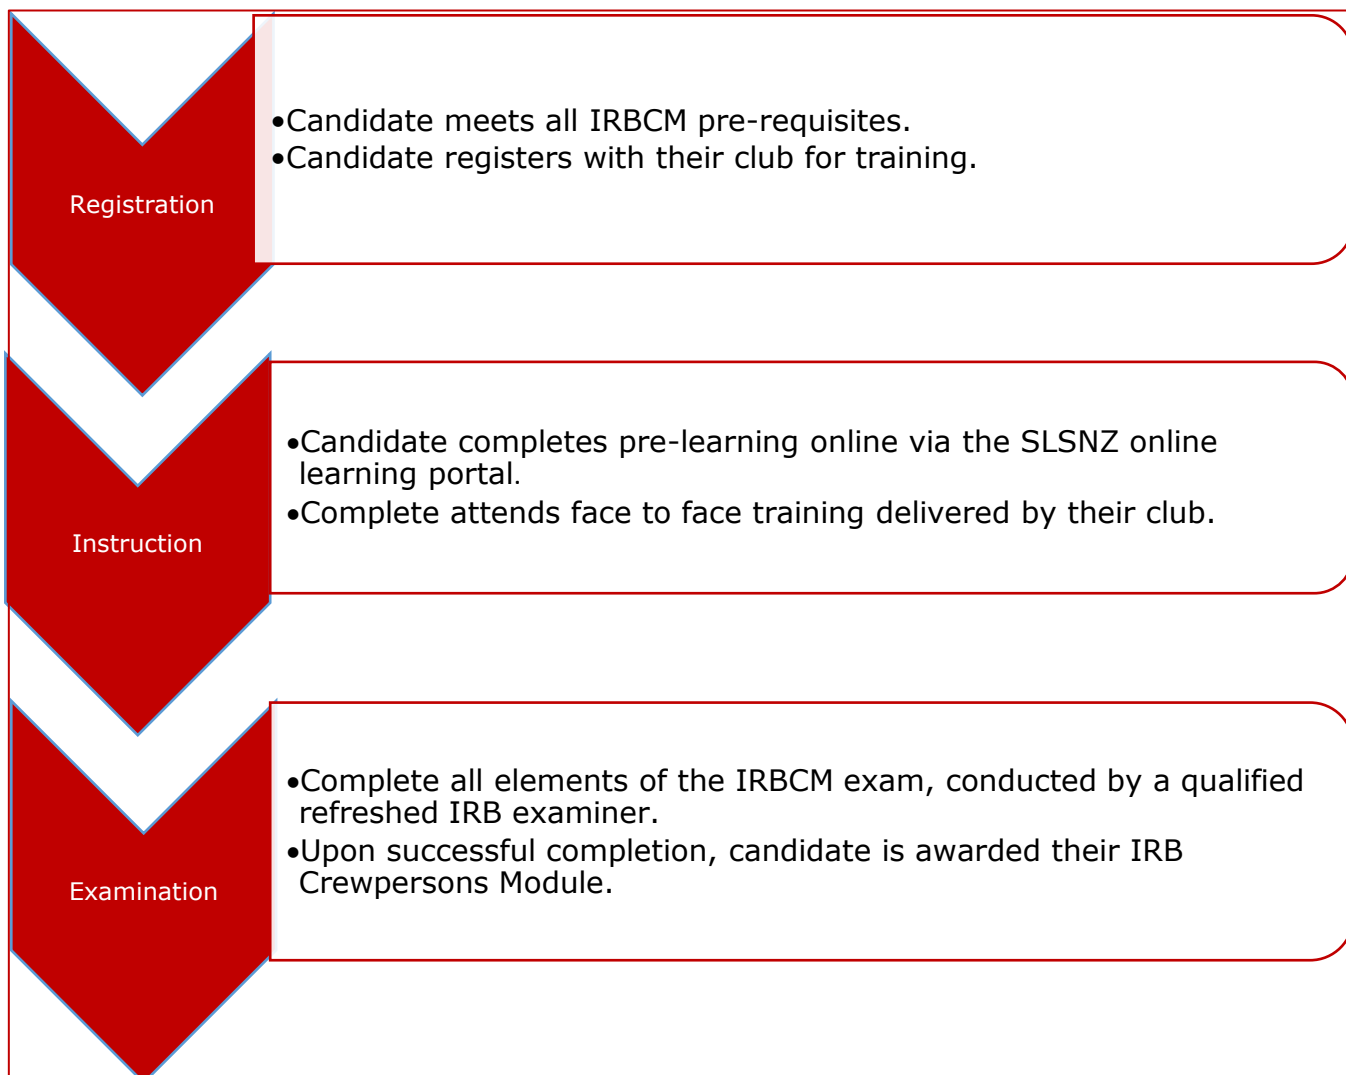 Registration
•Candidate meets all IRBCM pre-requisites.
•Candidate registers with their club for training.
Instruction
•Candidate completes pre-learning online via the SLSNZ online
learning portal.
•Complete attends face to face training delivered by their club.
Examination
•Complete all elements of the IRBCM exam, conducted by a qualified
refreshed IRB examiner.
•Upon successful completion, candidate is awarded their IRB
Crewpersons Module.